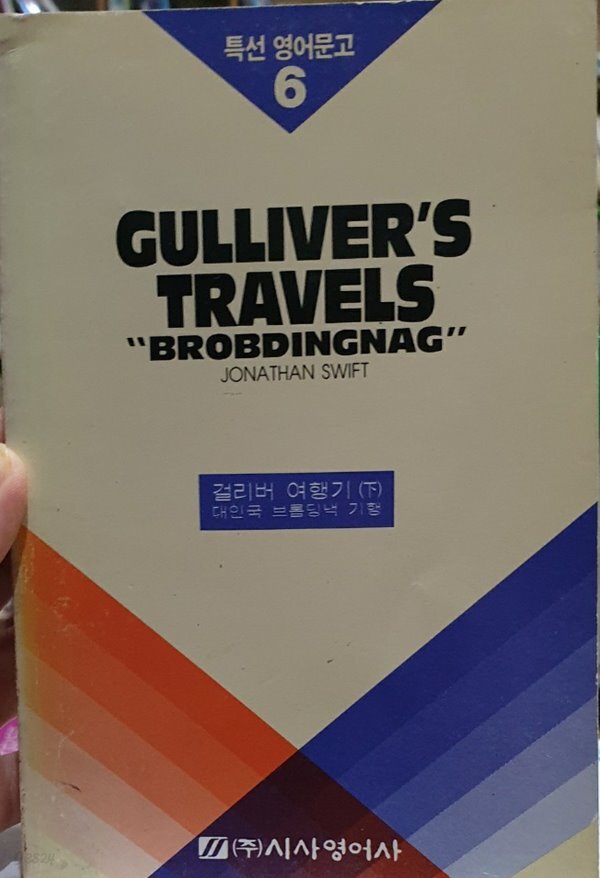 특선 영어문고
6
GULLIVER'S
TRAVELS
"BROBDINGNAG"
JONATHAN SWIFT
걸리버 여행기 (下)
대인국 브롭딩낵 기행
(주)시사영어사